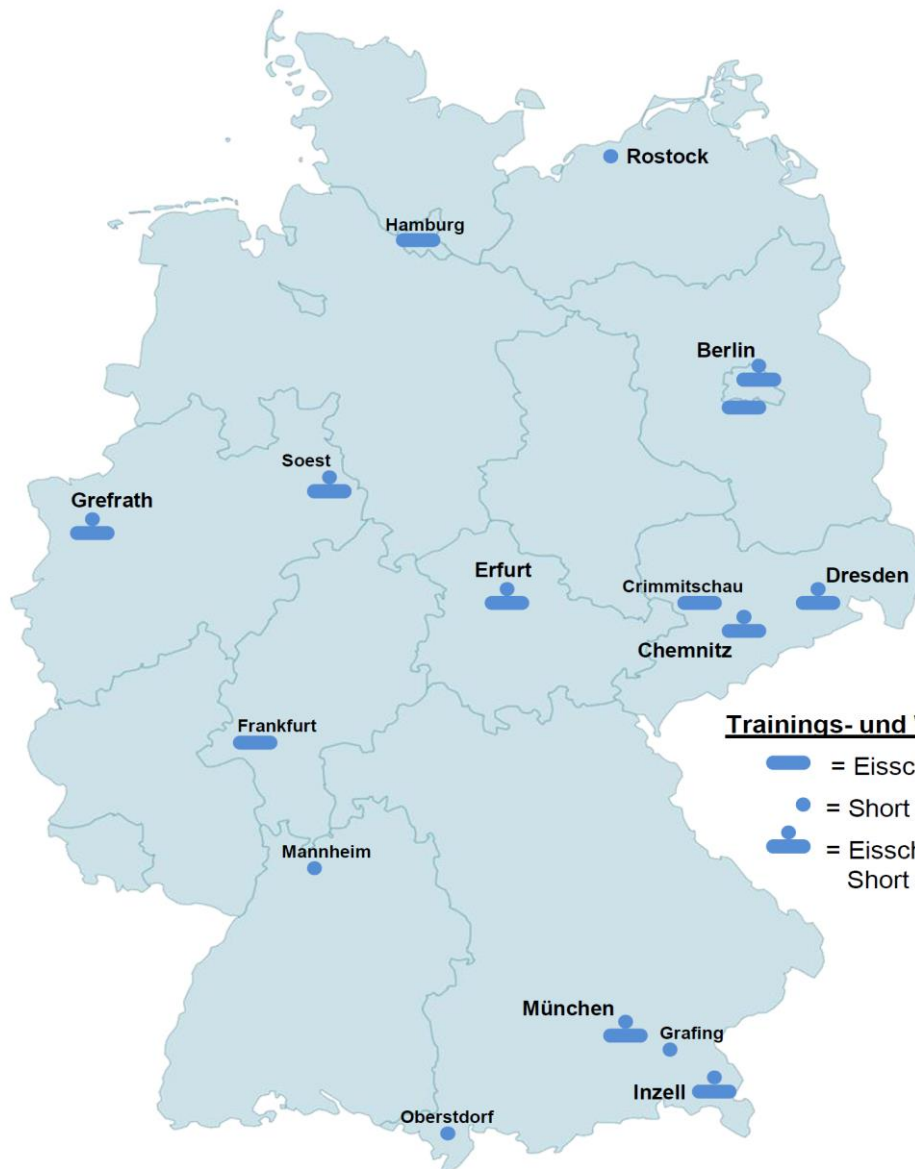 Rostock
Hamburg
Berlin
Soest
Grefrath
Erfurt
Crimmitschau
Dresden
Chemnitz
Frankfurt
Trainings- und
= Eissc
= Short
= Eissch
Short
Mannheim
München
Grafing
Inzell
Oberstdorf